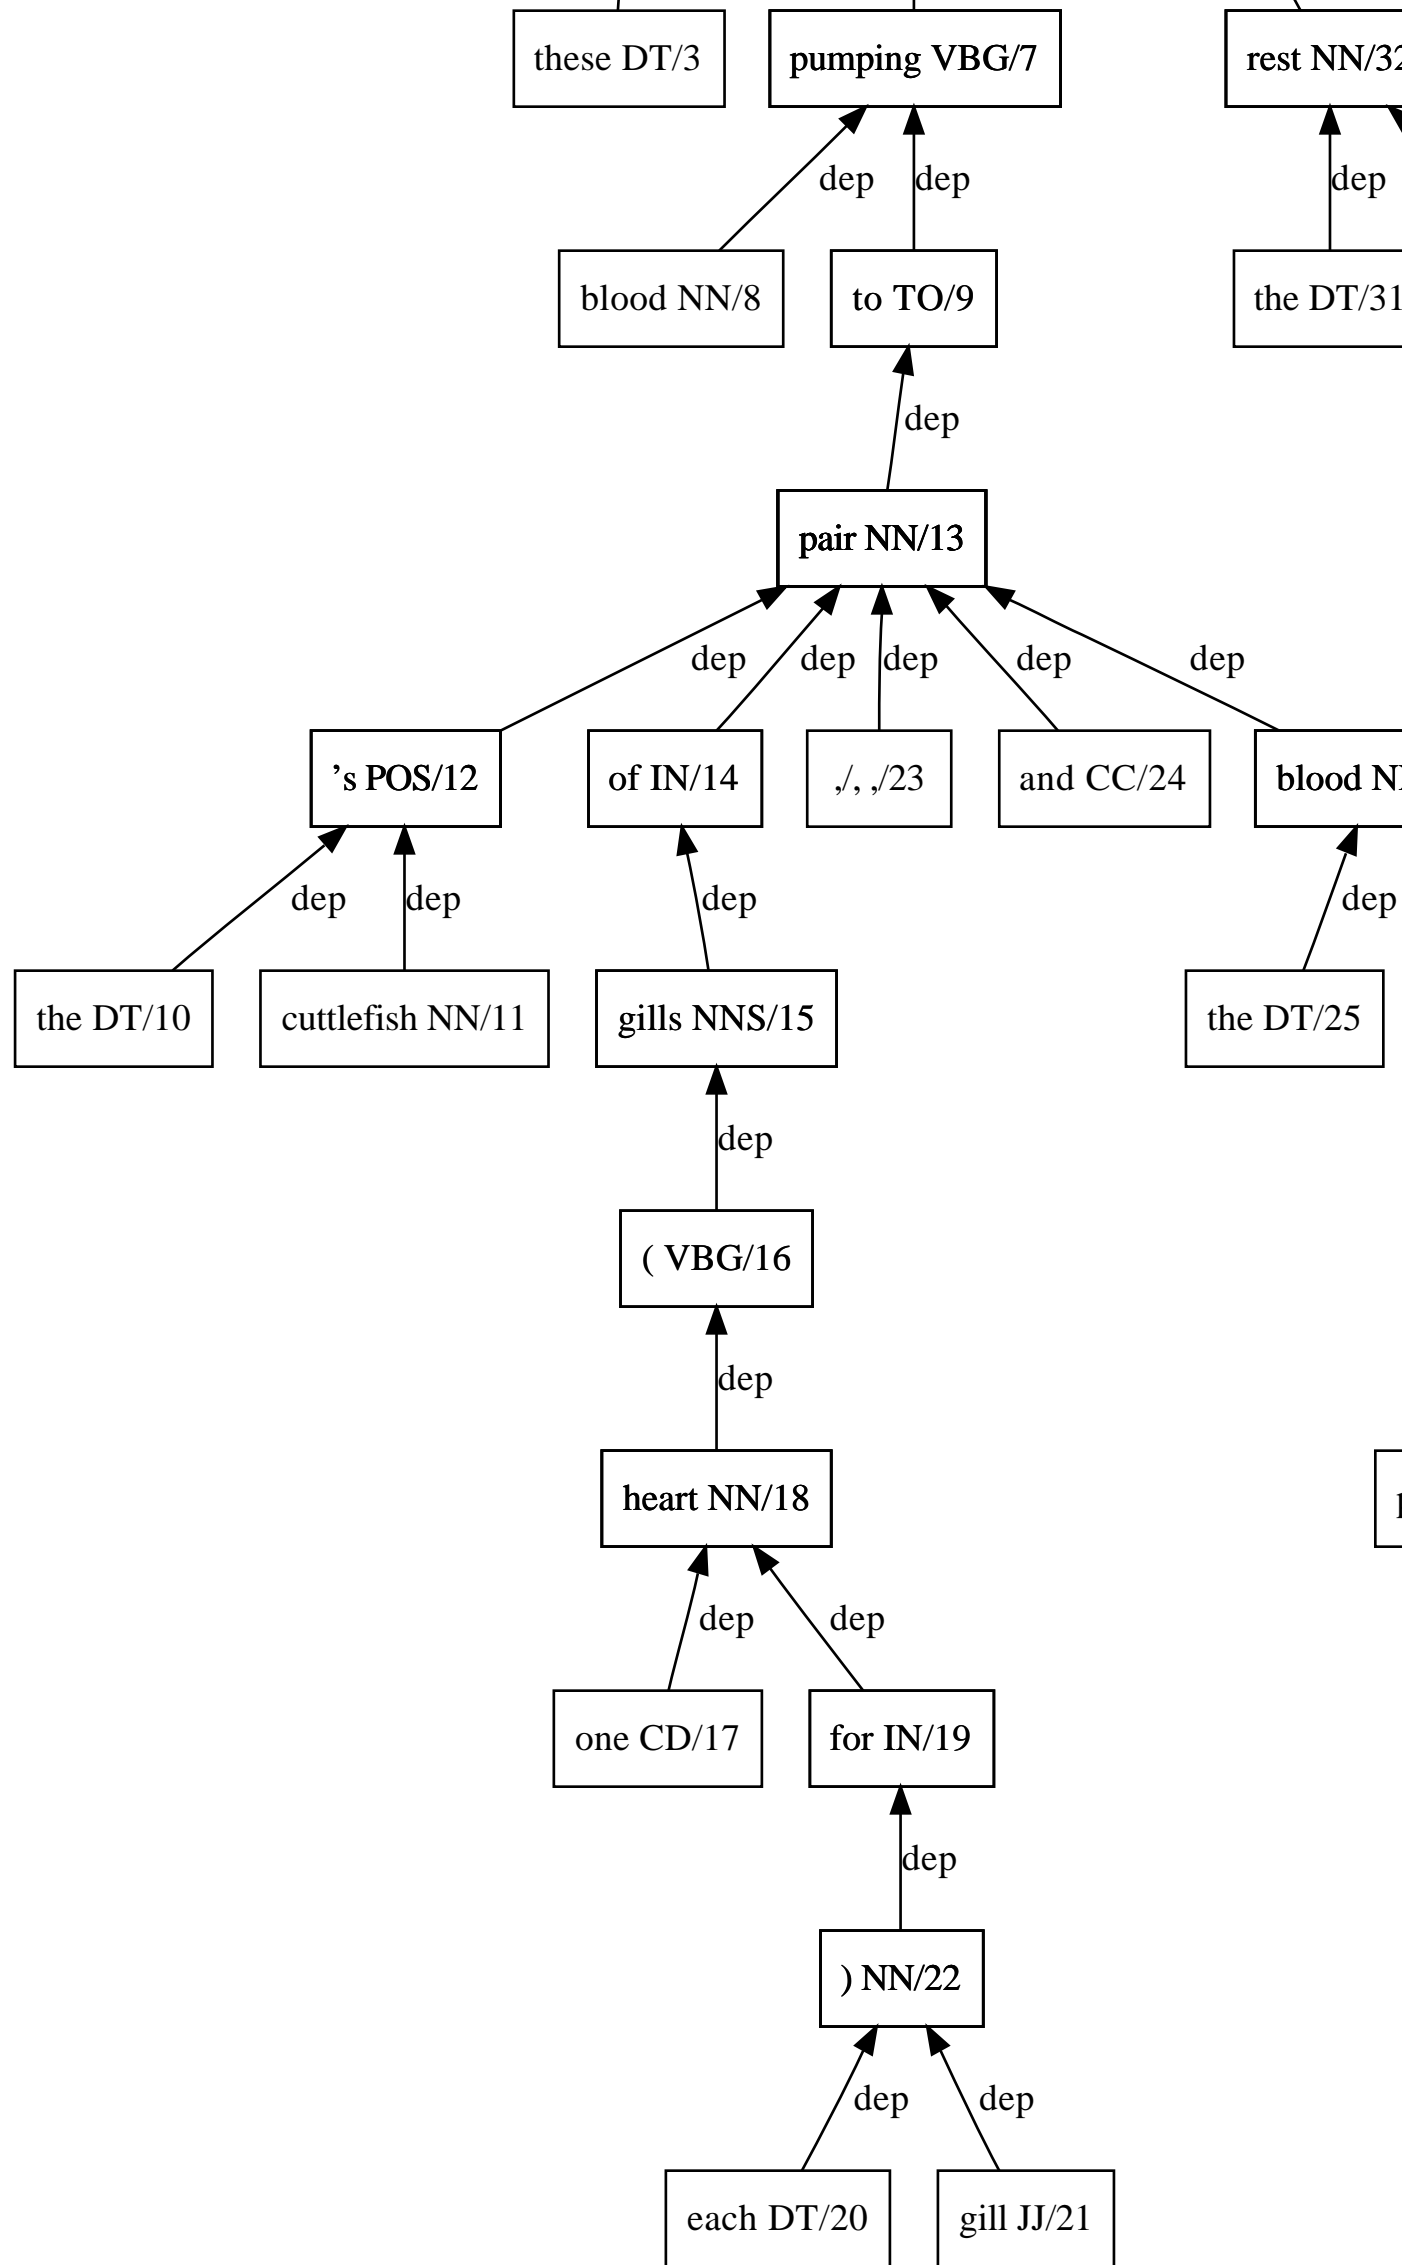 these DT/3 pumping VBG/7 rest NN/32
dep dep dep
blood NN/8 to TO/9 the DT/31
dep
pair NN/13
dep dep dep dep dep
’s POS/12 of IN/14 ,/, ,/23 and CC/24 blood
dep dep dep dep
the DT/10 cuttlefish NN/11 gills NNS/15 the DT/25
dep
( VBG/16
dep
heart NN/18
dep dep
one CD/17 for IN/19
dep
) NN/22
dep dep
each DT/20 gill JJ/21